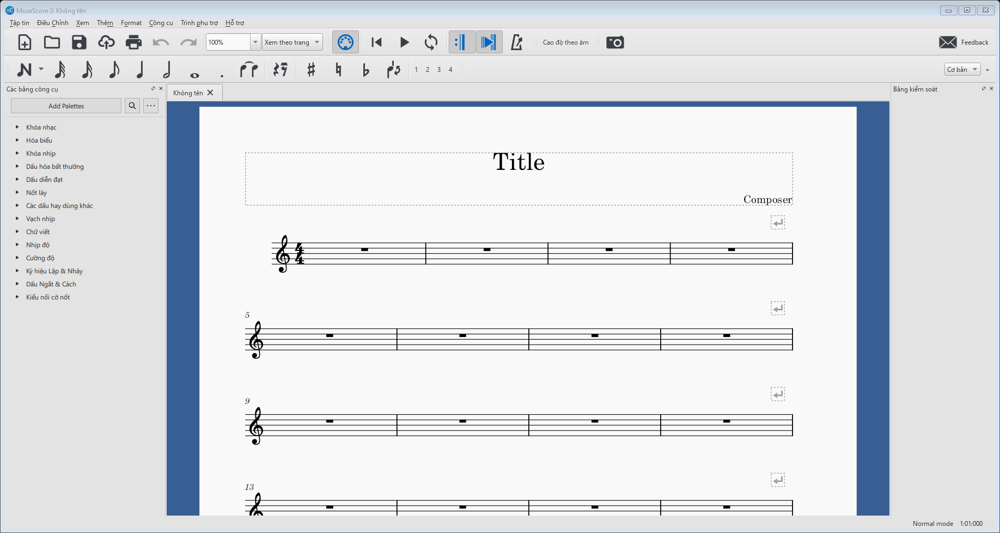 MuseScore 3: Không tên
Tập tin Điều Chỉnh Xem Thêm Format Công cụ Trình phụ trợ Hỗ trợ
100% Xem theo trang Cao độ theo âm Feedback
1 2 3 4 Cơ bản +
Các bảng công cụ
Add Palettes
Khóa nhạc
Hóa biểu
Khóa nhịp
Dấu hóa bất thường
Dấu diễn đạt
Nốt láy
Các dấu hay dùng khác
Vạch nhịp
Chữ viết
Nhịp độ
Cường độ
Ký hiệu Lặp & Nhảy
Dấu Ngắt & Cách
Kiểu nối cờ nốt
Không tên
Title
Composer
4
4
5
9
13
Bảng kiểm soát
Normal mode 1:01:000